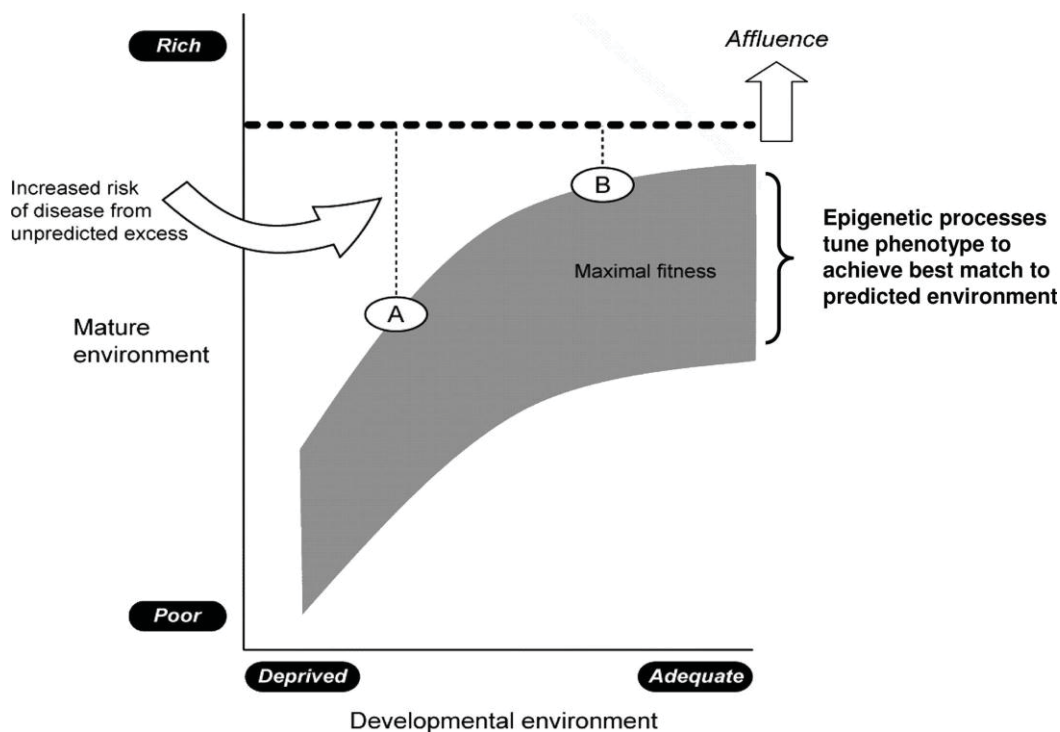 Rich
Affluence
Increased risk
of disease from
unpredicted excess
B
Epigenetic processes
tune phenotype to
achieve best match to
predicted environment
Maximal fitness
A
Mature
environment
Poor
Deprived
Adequate
Developmental environment